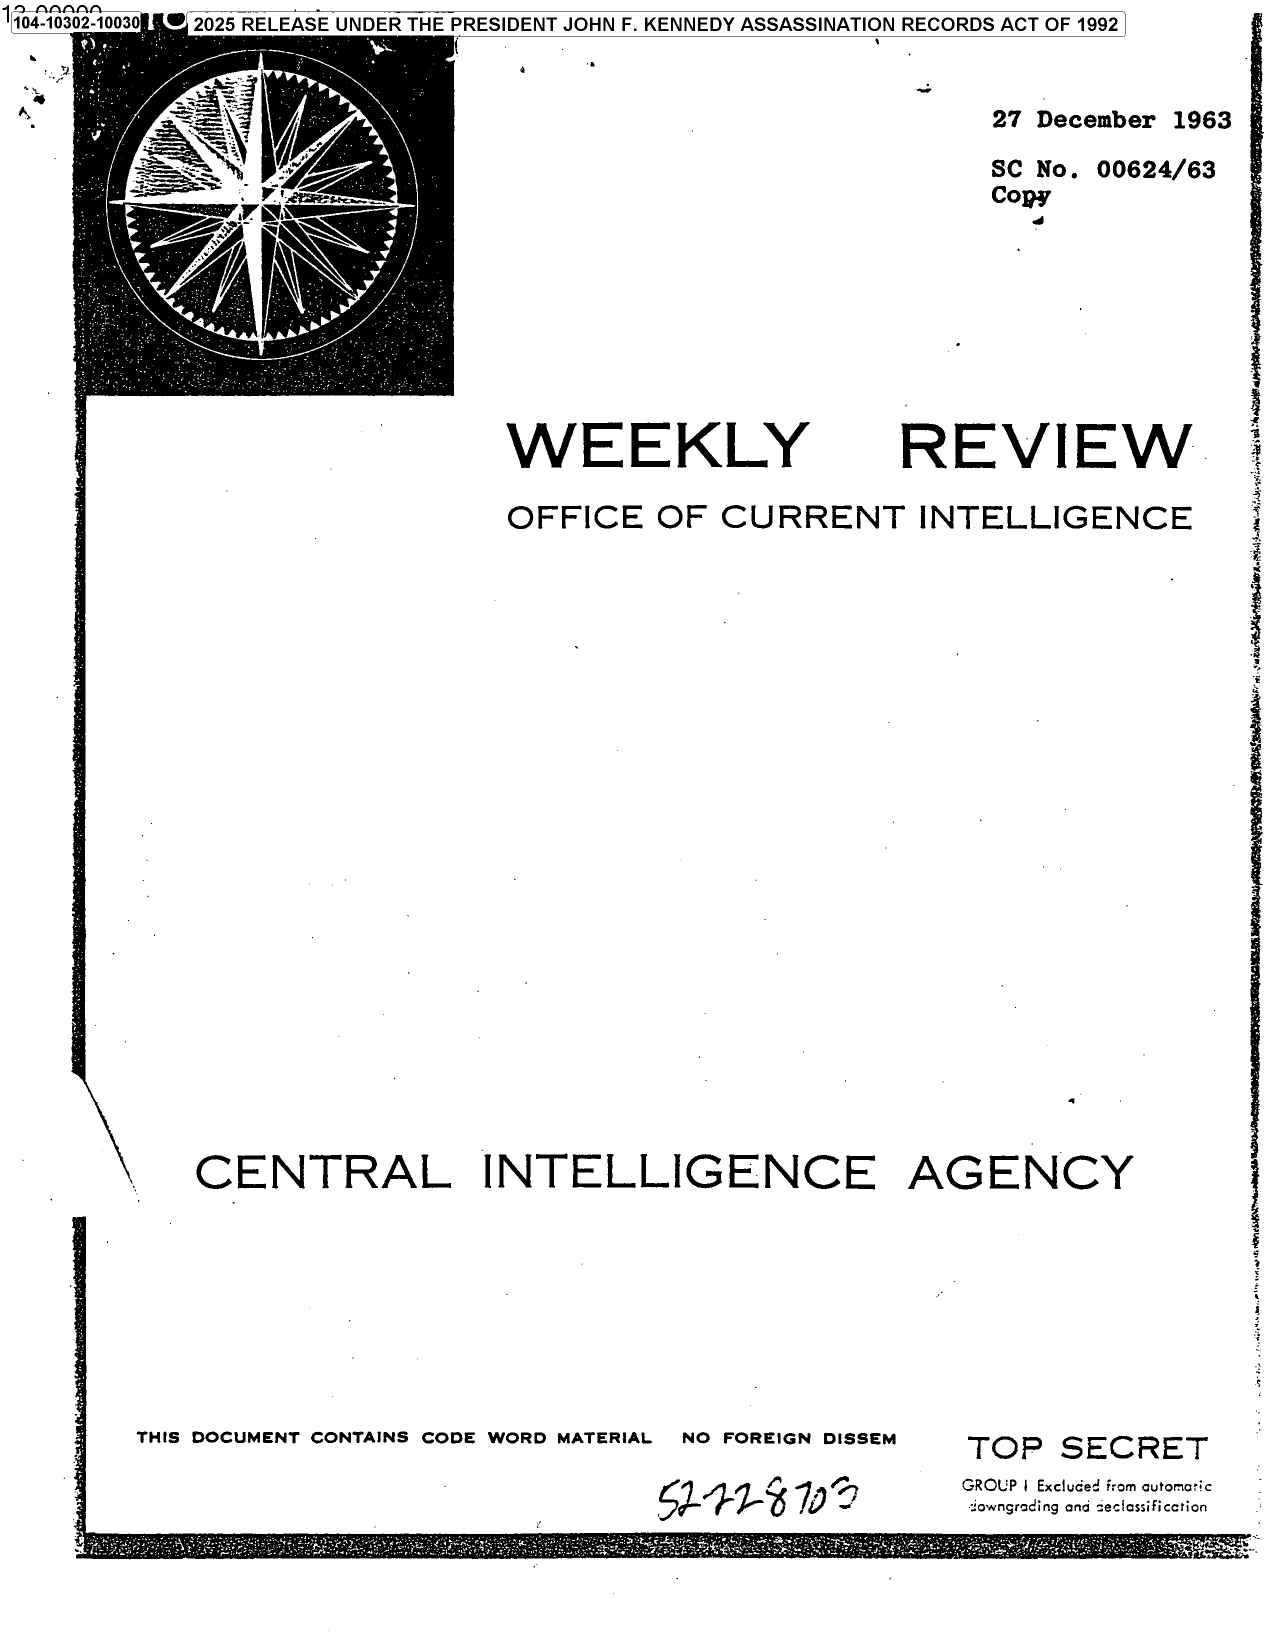 104-10302-10030
2025 RELEASE UNDER THE PRESIDENT JOHN F. KENNEDY ASSASSINATION RECORDS ACT OF 1992
27 December 1963
SC No. 00624/63
Copy
WEEKLY REVIEW
OFFICE OF CURRENT INTELLIGENCE
CENTRAL INTELLIGENCE AGENCY
THIS DOCUMENT CONTAINS CODE WORD MATERIAL NO FOREIGN DISSEM
TOP SECRET
GROUP I Excluded from automatic
downgrading and declassification